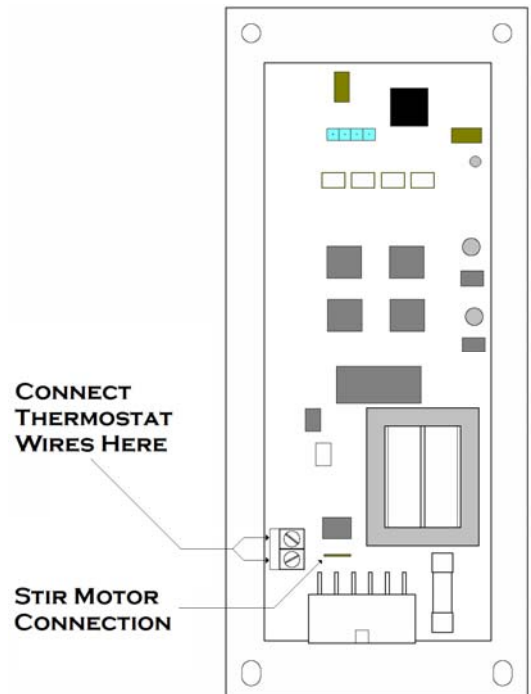 CONNECT
THERMOSTAT
WIRES HERE
STIR MOTOR
CONNECTION